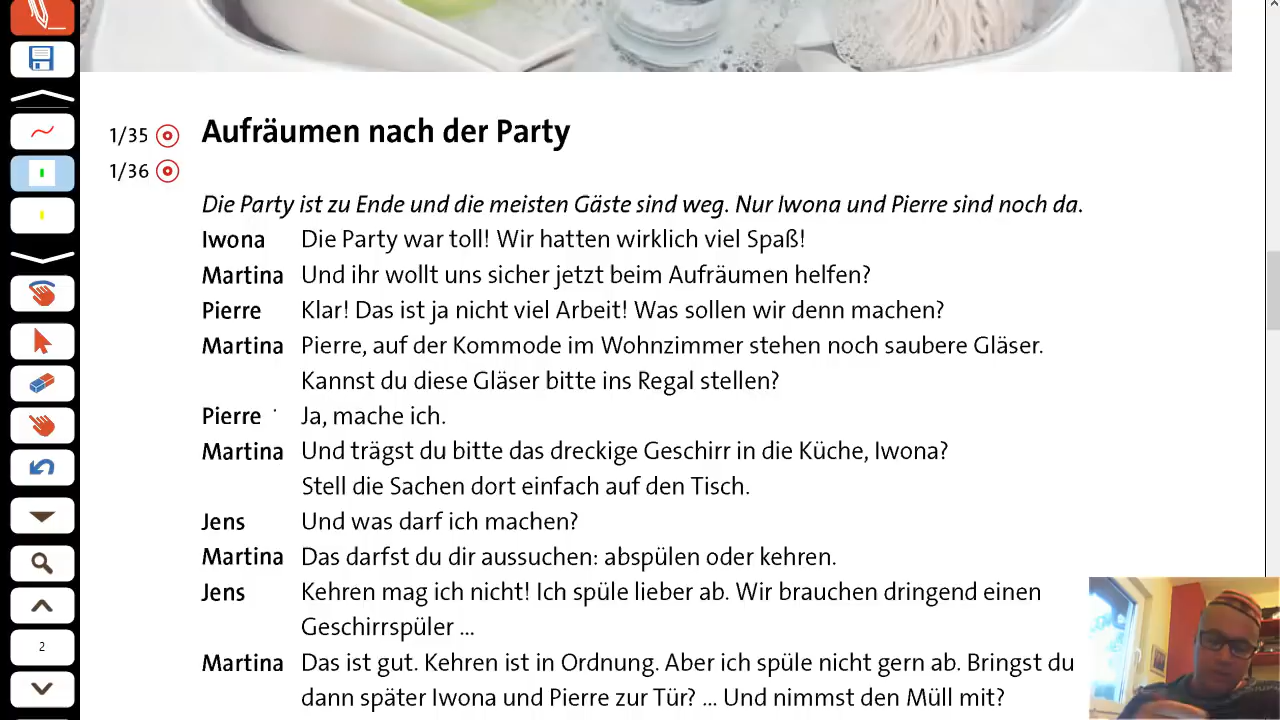 1/35 Aufräumen nach der Party
1/36
Die Party ist zu Ende und die meisten Gäste sind weg. Nur Iwona und Pierre sind noch da.
Iwona Die Party war toll! Wir hatten wirklich viel Spaß!
Martina Und ihr wollt uns sicher jetzt beim Aufräumen helfen?
Pierre Klar! Das ist ja nicht viel Arbeit! Was sollen wir denn machen?
Martina Pierre, auf der Kommode im Wohnzimmer stehen noch saubere Gläser.
Kannst du diese Gläser bitte ins Regal stellen?
Pierre Ja, mache ich.
Martina Und trägst du bitte das dreckige Geschirr in die Küche, Iwona?
Stell die Sachen dort einfach auf den Tisch.
Jens Und was darf ich machen?
Martina Das darfst du dir aussuchen: abspülen oder kehren.
Jens Kehren mag ich nicht! Ich spüle lieber ab. Wir brauchen dringend einen
Geschirrspüler ...
Martina Das ist gut. Kehren ist in Ordnung. Aber ich spüle nicht gern ab. Bringst du
dann später Iwona und Pierre zur Tür? ... Und nimmst den Müll mit?
2